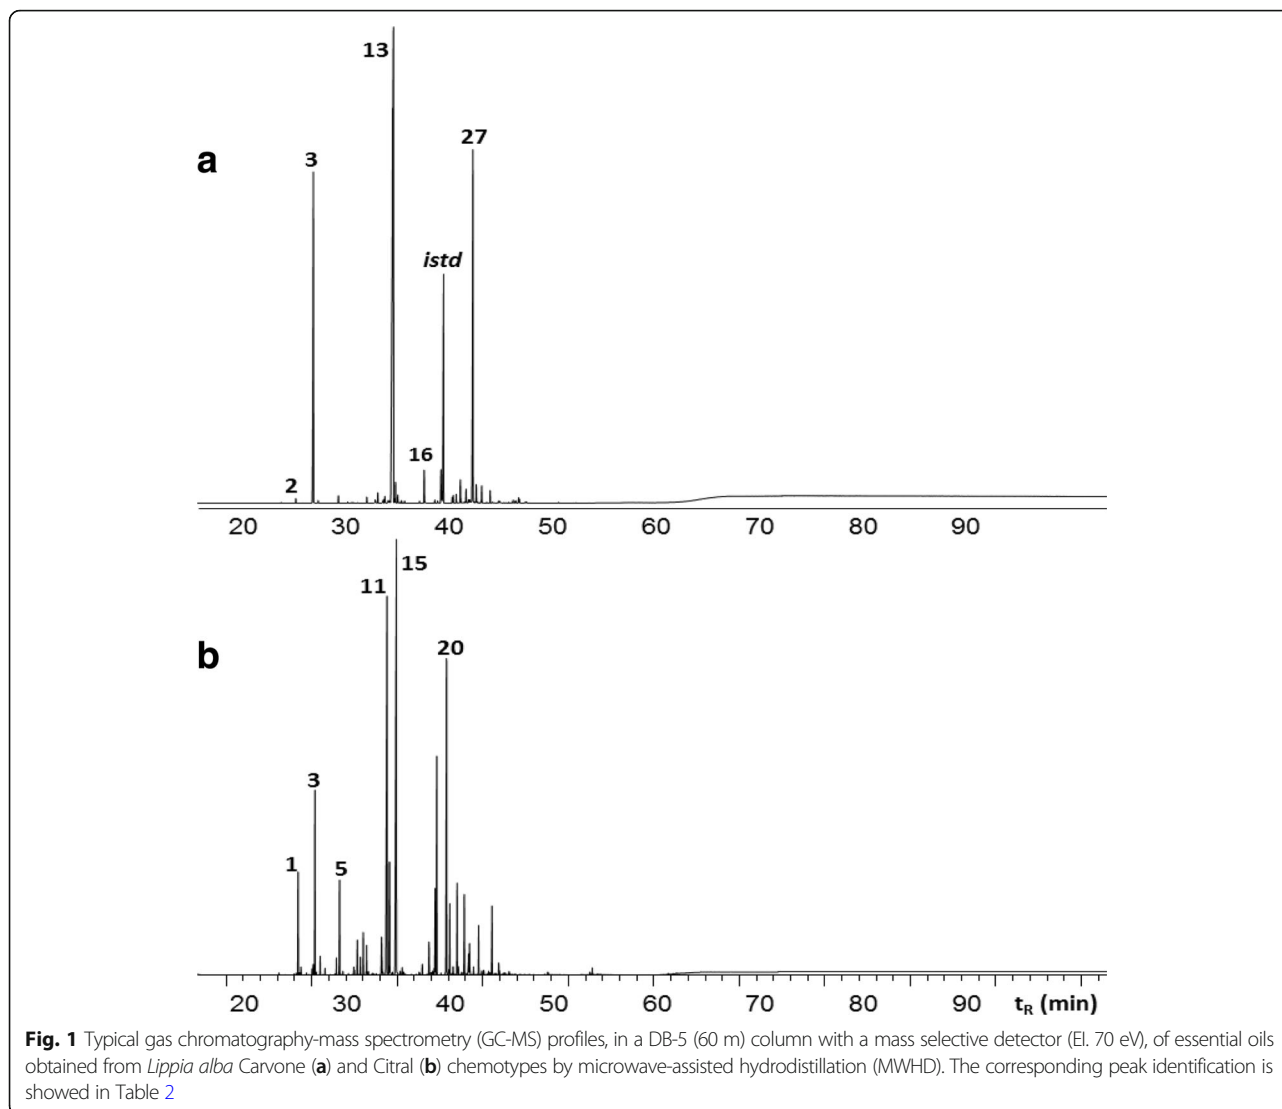 13
27
a
3
istd
16
2
20 30 40 50 60 70 80 90
15
11
20
b
3
1
5
20 30 40 50 60 70 80 90 tR (min)
Fig. 1 Typical gas chromatography-mass spectrometry (GC-MS) profiles, in a DB-5 (60 m) column with a mass selective detector (EI. 70 eV), of essential oils
obtained from Lippia alba Carvone (a) and Citral (b) chemotypes by microwave-assisted hydrodistillation (MWHD). The corresponding peak identification is
showed in Table 2